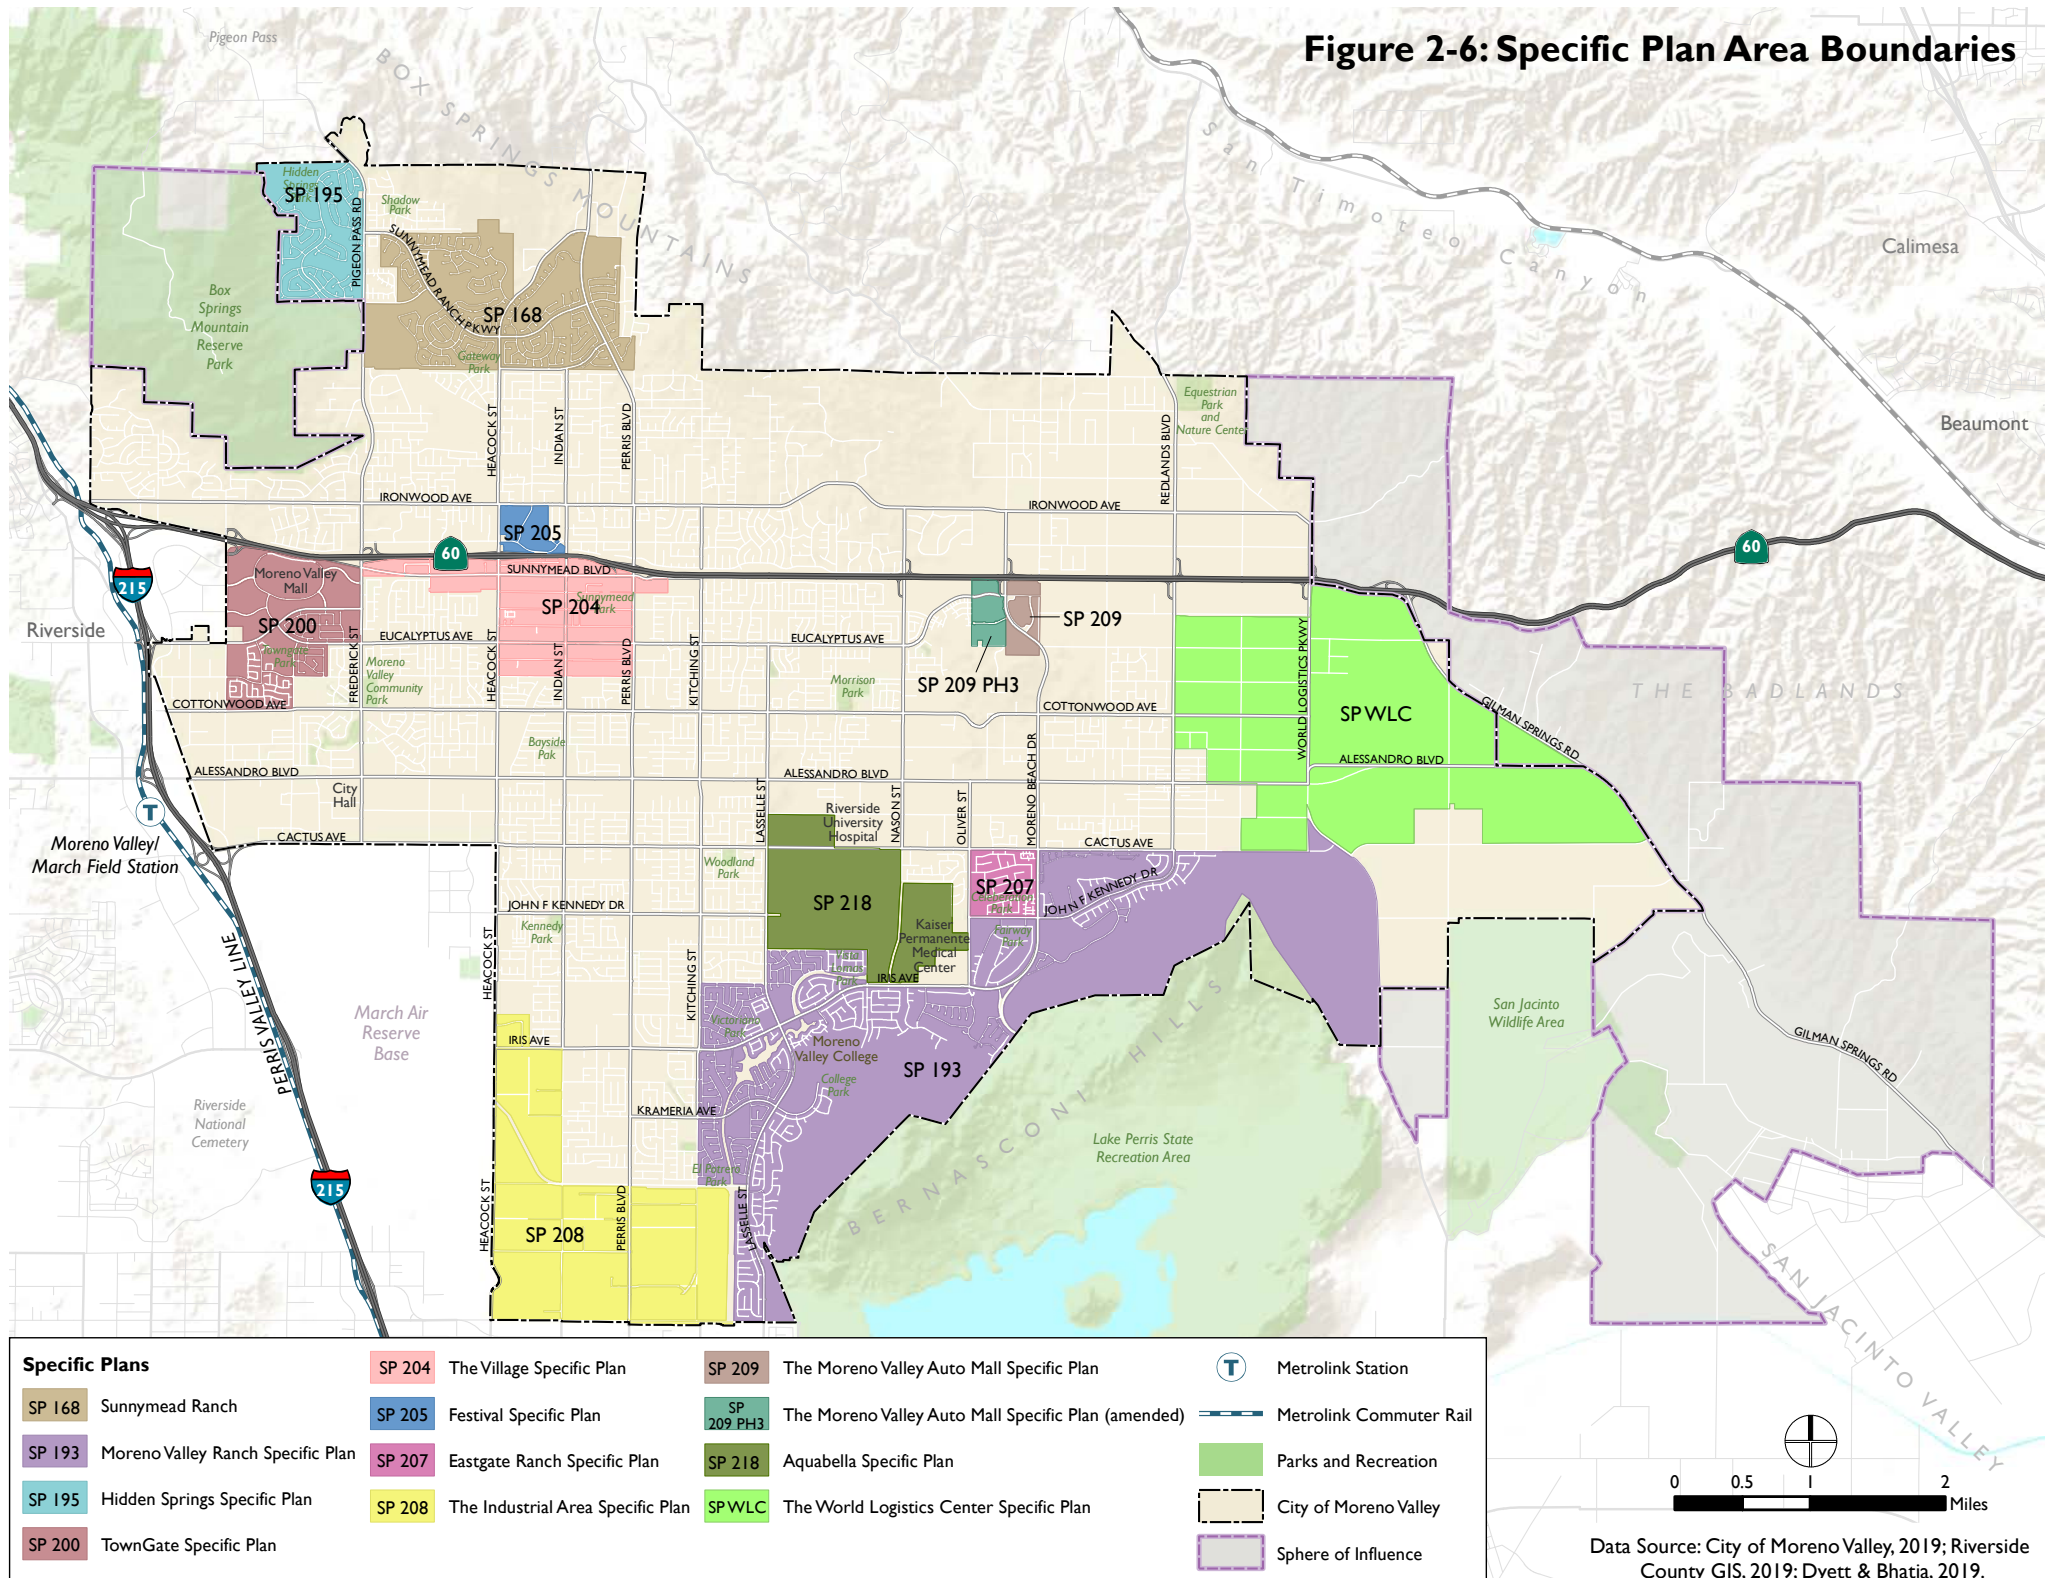 Figure 2-6: Specific Plan Area Boundaries
Pigeon Pass
BOX SPRINGS MOUNTAINS
San Timoteo Canyon
Calimesa
Beaumont
Hidden
Springs
Park
SP 195
Shadow
Park
PIGEON PASS RD
SUNNYMEAD RANCH PKWY
SP 168
Gateway
Park
Box
Springs
Mountain
Reserve
Park
Equestrian
Park
and
Nature Center
HEACOCK ST
INDIAN ST
PERRIS BLVD
REDLANDS BLVD
IRONWOOD AVE
IRONWOOD AVE
SP 205
60
60
SUNNYMEAD BLVD
215
Moreno Valley
Mall
SP 200
Towngate
Park
Riverside
SP 204
Sunnymead
Park
SP 209
SP 209 PH3
EUCALYPTUS AVE
EUCALYPTUS AVE
FREDERICK ST
HEACOCK ST
INDIAN ST
PERRIS BLVD
KITCHING ST
Moreno
Valley
Community
Park
Morrison
Park
WORLD LOGISTICS PKWY
SP WLC
THE BADLANDS
GILMAN SPRINGS RD
COTTONWOOD AVE
COTTONWOOD AVE
Bayside
Pak
MORENO BEACH DR
ALESSANDRO BLVD
ALESSANDRO BLVD
ALESSANDRO BLVD
City
Hall
LASSELLE ST
NASON ST
OLIVER ST
Riverside
University
Hospital
T
Moreno Valley/
March Field Station
CACTUS AVE
CACTUS AVE
Woodland
Park
SP 218
SP 207
Celebration
Park
JOHN F KENNEDY DR
JOHN F KENNEDY DR
Kennedy
Park
Kaiser
Permanente
Medical
Center
Fairway
Park
HEACOCK ST
KITCHING ST
Vista
Lomas
Park
IRIS AVE
PERRIS VALLEY LINE
March Air
Reserve
Base
Victoriano
Park
Moreno
Valley College
College
Park
SP 193
San Jacinto
Wildlife Area
IRIS AVE
GILMAN SPRINGS RD
Riverside
National
Cemetery
KRAMERIA AVE
BERNASCONI HILLS
Lake Perris State
Recreation Area
El Potrero
Park
215
HEACOCK ST
SP 208
PERRIS BLVD
LASSELLE ST
SAN JACINTO VALLEY
Specific Plans
SP 168 Sunnymead Ranch
SP 193 Moreno Valley Ranch Specific Plan
SP 195 Hidden Springs Specific Plan
SP 200 TownGate Specific Plan
SP 204 The Village Specific Plan
SP 205 Festival Specific Plan
SP 207 Eastgate Ranch Specific Plan
SP 208 The Industrial Area Specific Plan
SP 209 The Moreno Valley Auto Mall Specific Plan
SP
209 PH3 The Moreno Valley Auto Mall Specific Plan (amended)
SP 218 Aquabella Specific Plan
SP WLC The World Logistics Center Specific Plan
T Metrolink Station
Metrolink Commuter Rail
Parks and Recreation
City of Moreno Valley
Sphere of Influence
0 0.5 1 2
Miles
Data Source: City of Moreno Valley, 2019; Riverside
County GIS, 2019; Dyett & Bhatia, 2019.